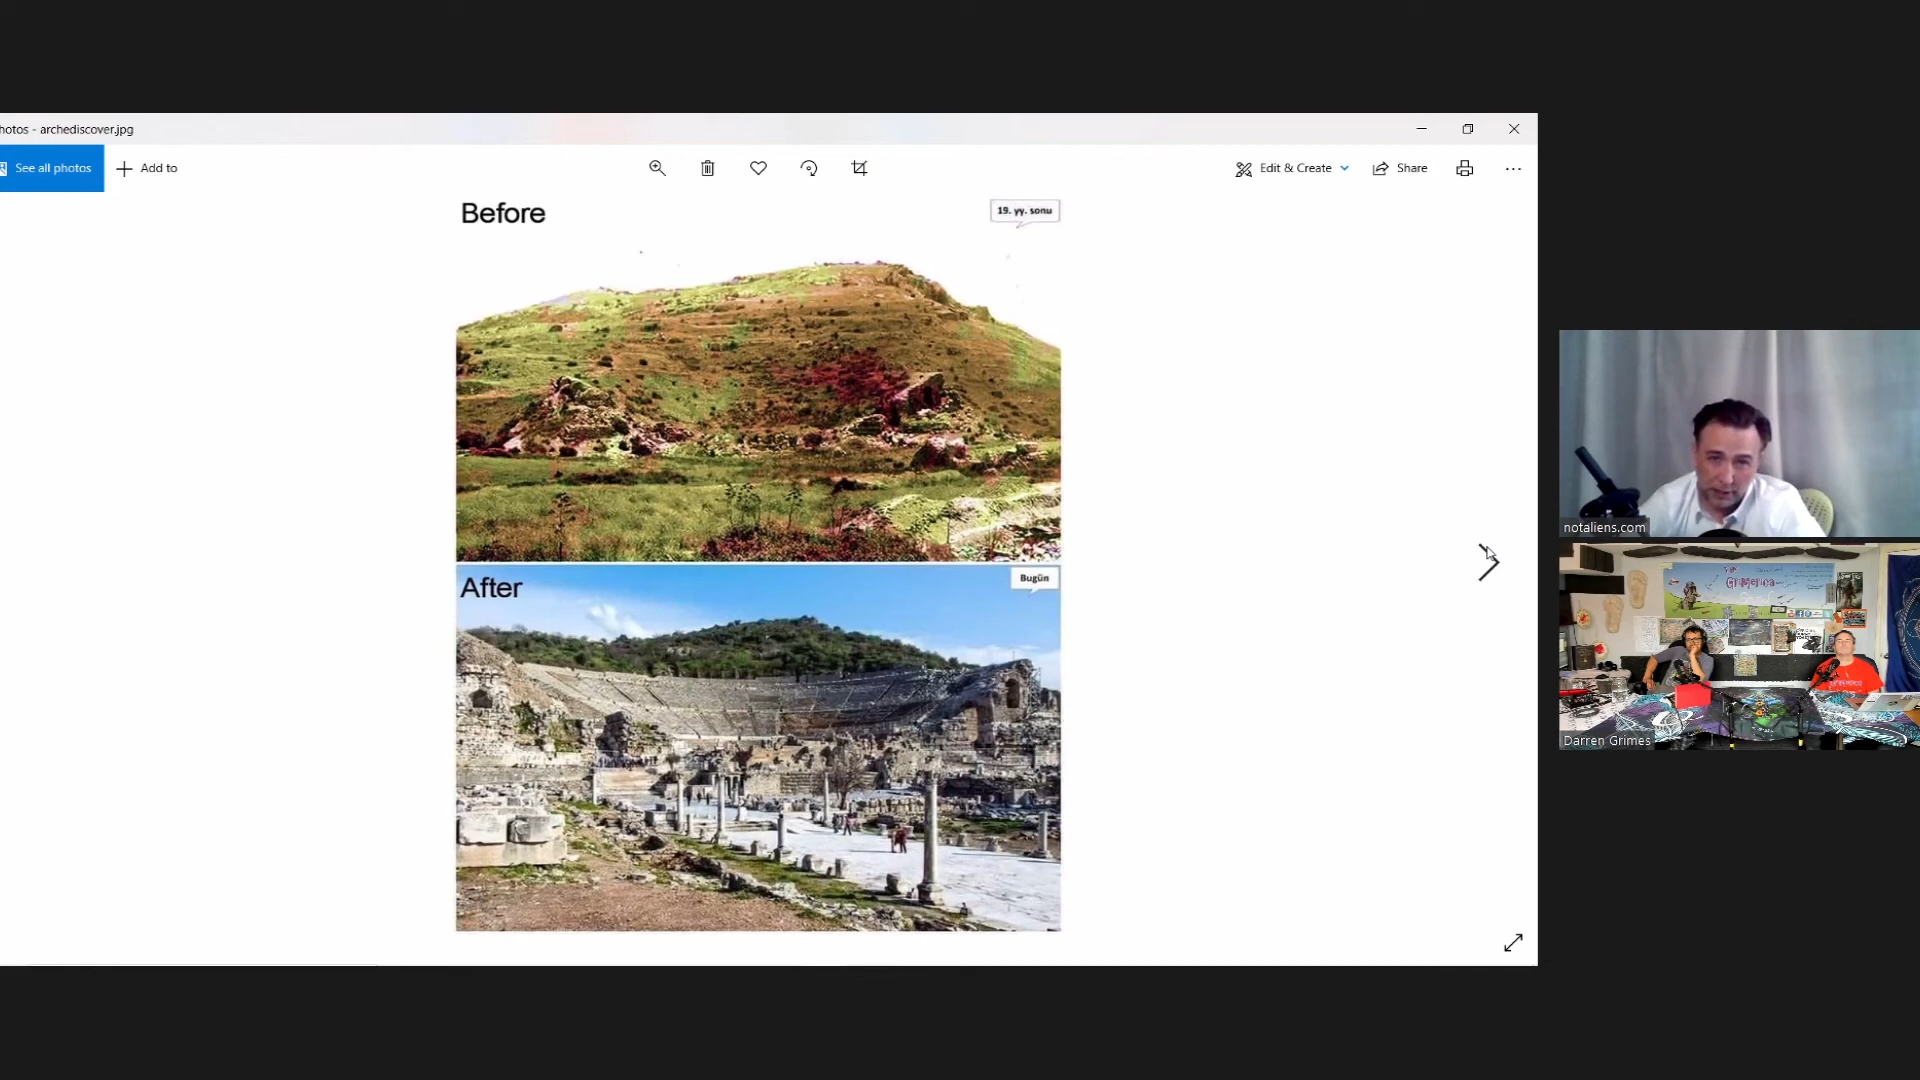 hotos - archediscover.jpg
See all photos
Add to
Edit & Create
Share
Before
19. yy. sonu
After
Bugün
notaliens.com
Grimerica
Darren Grimes